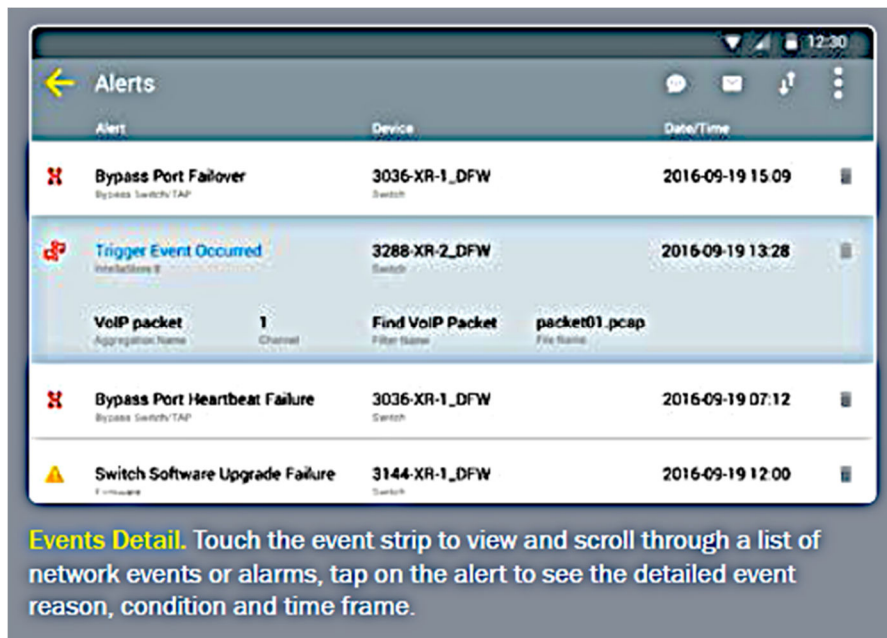 12:30
Alerts
Alert Device Date/Time
Bypass Port Failover 3036-XR-1_DFW 2016-09-19 15:09
Bypass Switch/TAP Switch
Trigger Event Occurred 3288-XR-2_DFW 2016-09-19 13:28
Switch
VoIP packet 1 Find VoIP Packet packet01.pcap
Aggregation Name Channel Filter Name File Name
Bypass Port Heartbeat Failure 3036-XR-1_DFW 2016-09-19 07:12
Bypass Switch/TAP Switch
Switch Software Upgrade Failure 3144-XR-1_DFW 2016-09-19 12:00
Firmware Switch
Events Detail. Touch the event strip to view and scroll through a list of
network events or alarms, tap on the alert to see the detailed event
reason, condition and time frame.